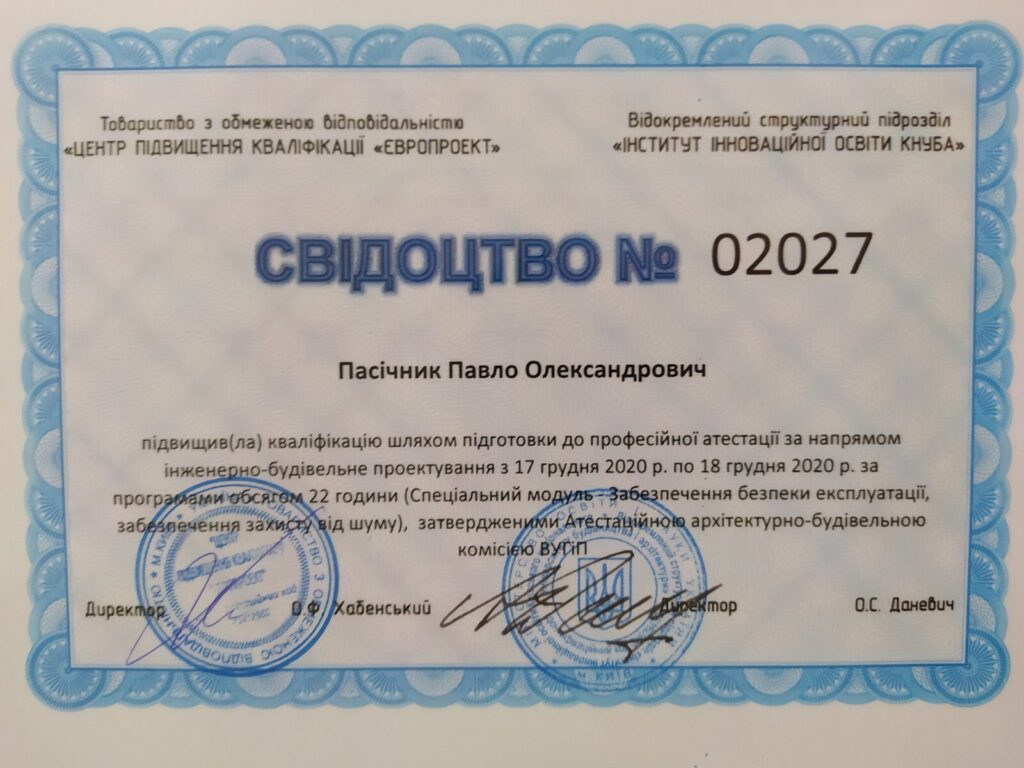 Товариство з обмеженою відповідальністю
«ЦЕНТР ПІДВИЩЕННЯ КВАЛІФІКАЦІЇ «ЄВРОПРОЕКТ»
Відокремлений структурний підрозділ
«ІНСТИТУТ ІННОВАЦІЙНОЇ ОСВІТИ КНУБА»
СВІДОЦТВО № 02027
Пасічник Павло Олександрович
підвищив(ла) кваліфікацію шляхом підготовки до професійної атестації за напрямом
інженерно-будівельне проектування з 17 грудня 2020 р. по 18 грудня 2020 р. за
програмами обсягом 22 години (Спеціальний модуль - Забезпечення безпеки експлуатації,
забезпечення захисту від шуму), затвердженими Атестаційною архітектурно-будівельною
комісією ВУГІП
Директор О.Ф. Хабенський
Директор О.С. Даневич
м. КИЇВ